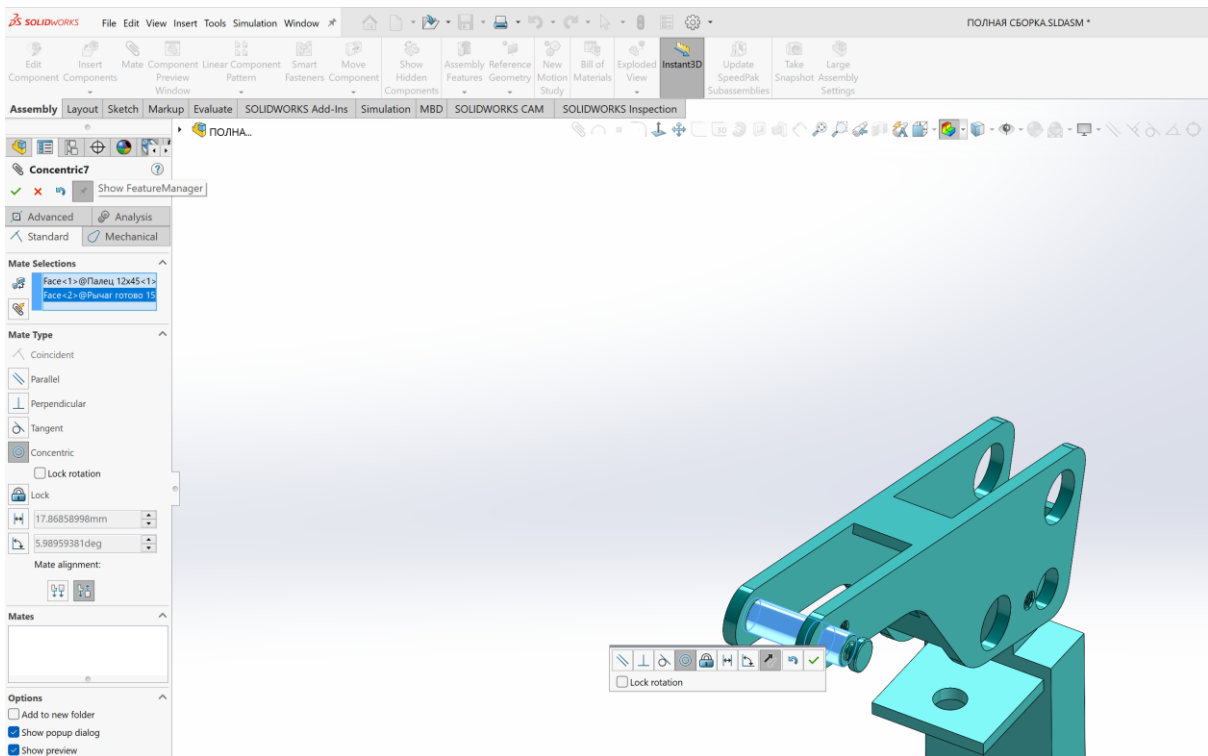 SOLIDWORKS File Edit View Insert Tools Simulation Window ПОЛНАЯ СБОРКА.SLDASM *
Edit Insert Mate Component Linear Component Smart Move Show Assembly Reference New Bill of Exploded Instant3D Update Take Large
Component Components Preview Pattern Fasteners Component Hidden Features Geometry Motion Materials View SpeedPak Snapshot Assembly
Window Components Study Subassemblies Settings
Assembly Layout Sketch Markup Evaluate SOLIDWORKS Add-Ins Simulation MBD SOLIDWORKS CAM SOLIDWORKS Inspection
ПОЛНА...
Concentric7
Show FeatureManager
Advanced Analysis
Standard Mechanical
Mate Selections
Face<1>@Палец 12x45<1>
Face<2>@Рычаг готово 15
Mate Type
Coincident
Parallel
Perpendicular
Tangent
Concentric
Lock rotation
Lock
17.86858998mm
5.98959381deg
Mate alignment:
Mates
Lock rotation
Options
Add to new folder
Show popup dialog
Show preview